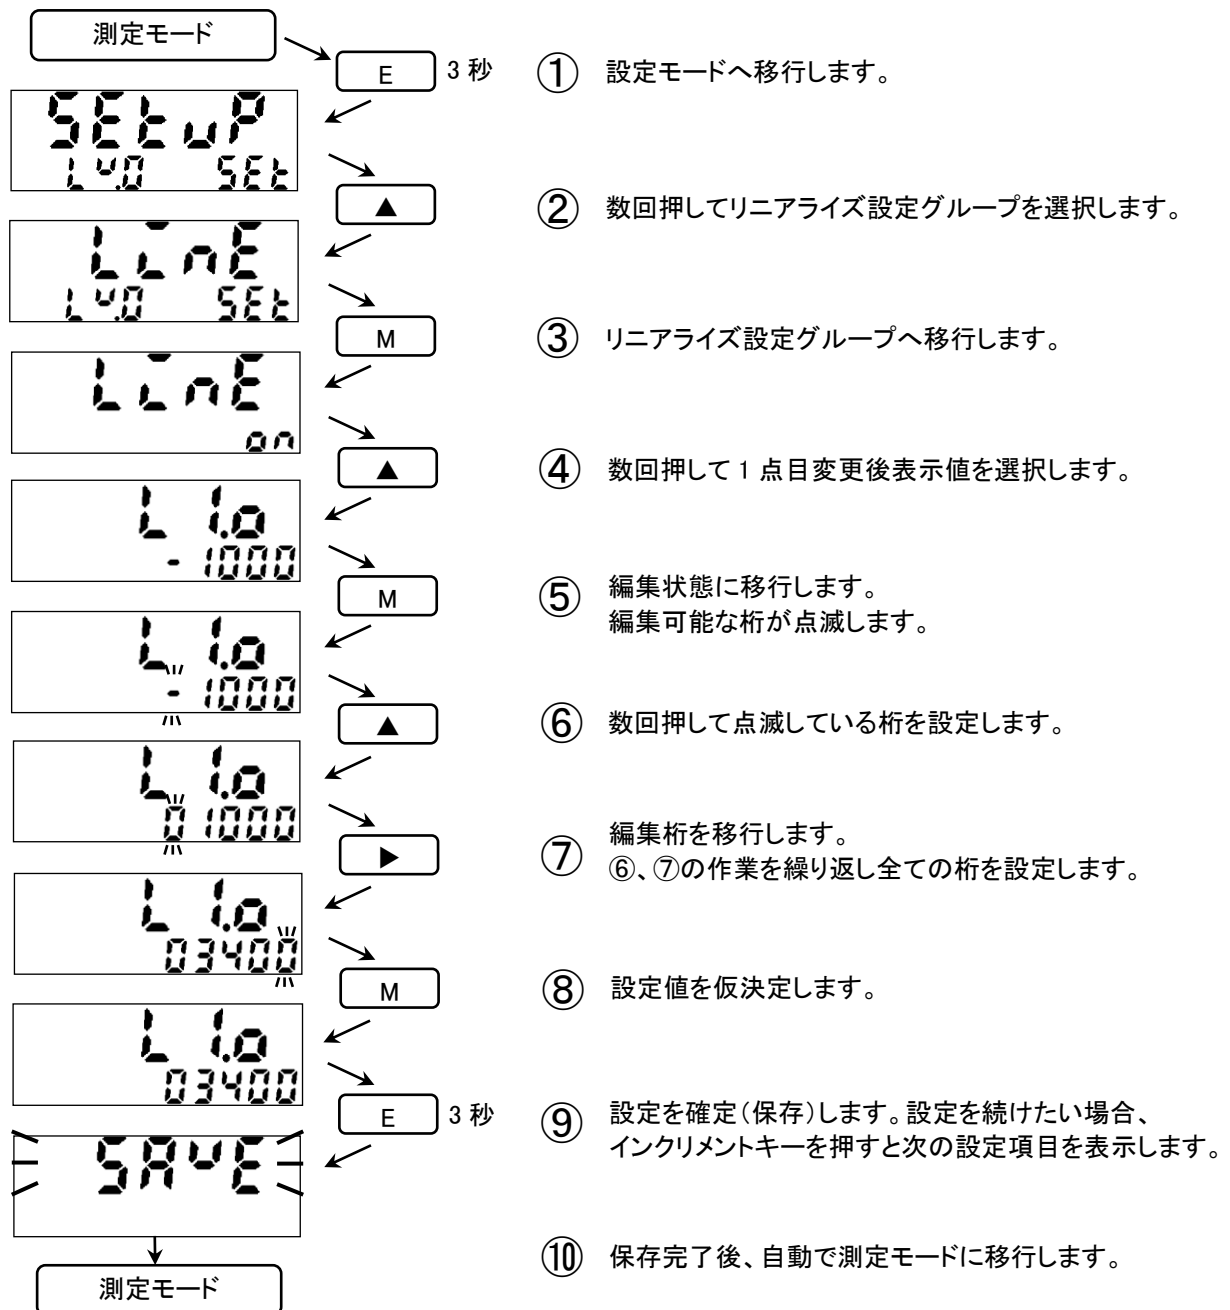 測定モード
E 3 秒 ① 設定モードへ移行します。
SEtuP
Lv.0 SEt
▲ ② 数回押してリニアライズ設定グループを選択します。
LinE
Lv.0 SEt
M ③ リニアライズ設定グループへ移行します。
LinE
on
▲ ④ 数回押して 1 点目変更後表示値を選択します。
L 1.o
- 1000
M ⑤ 編集状態に移行します。
編集可能な桁が点滅します。
L 1.o
- 1000
▲ ⑥ 数回押して点滅している桁を設定します。
L 1.o
0 1000
▶ ⑦ 編集桁を移行します。
⑥、⑦の作業を繰り返し全ての桁を設定します。
L 1.o
03400
M ⑧ 設定値を仮決定します。
L 1.o
03400
E 3 秒 ⑨ 設定を確定(保存)します。設定を続けたい場合、
インクリメントキーを押すと次の設定項目を表示します。
SAvE
⑩ 保存完了後、自動で測定モードに移行します。
測定モード